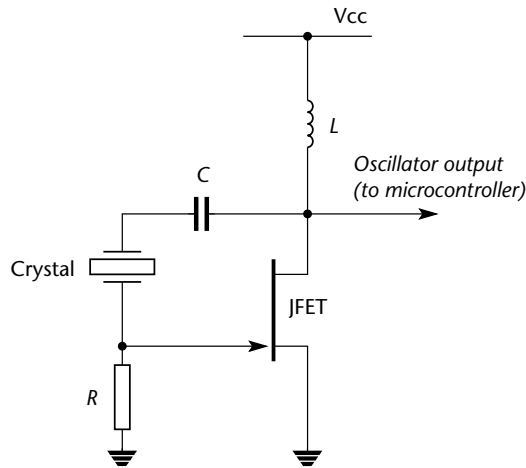 Vcc
L
Oscillator output
(to microcontroller)
C
Crystal
JFET
R